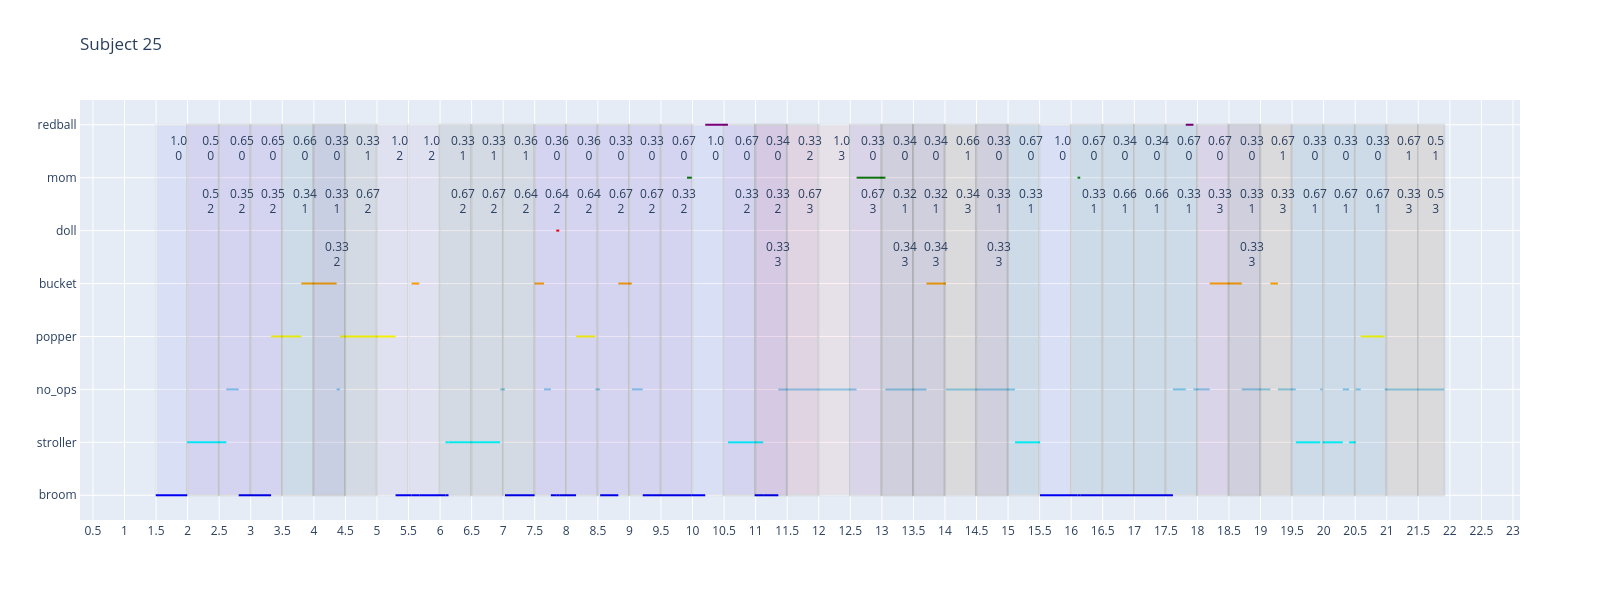 Subject 25
redball
1.0 0.5 0.65 0.65 0.66 0.33 0.33 1.0 1.0 0.33 0.33 0.36 0.36 0.36 0.33 0.33 0.67 1.0 0.67 0.34 0.33 1.0 0.33 0.34 0.34 0.66 0.33 0.67 1.0 0.67 0.34 0.34 0.67 0.67 0.33 0.67 0.33 0.33 0.33 0.67 0.5
0 0 0 0 0 0 1 2 2 1 1 1 0 0 0 0 0 0 0 0 2 3 0 0 0 1 0 0 0 0 0 0 0 0 0 1 0 0 0 1 1
mom
0.5 0.35 0.35 0.34 0.33 0.67 0.67 0.67 0.64 0.64 0.64 0.67 0.67 0.33 0.33 0.33 0.67 0.67 0.32 0.32 0.34 0.33 0.33 0.33 0.66 0.66 0.33 0.33 0.33 0.33 0.67 0.67 0.67 0.33 0.5
2 2 2 1 1 2 2 2 2 2 2 2 2 2 2 2 3 3 1 1 3 1 1 1 1 1 1 3 1 3 1 1 1 3 3
doll
0.33 0.33 0.34 0.34 0.33 0.33
2 3 3 3 3 3
bucket
popper
no_ops
stroller
broom
0.5 1 1.5 2 2.5 3 3.5 4 4.5 5 5.5 6 6.5 7 7.5 8 8.5 9 9.5 10 10.5 11 11.5 12 12.5 13 13.5 14 14.5 15 15.5 16 16.5 17 17.5 18 18.5 19 19.5 20 20.5 21 21.5 22 22.5 23